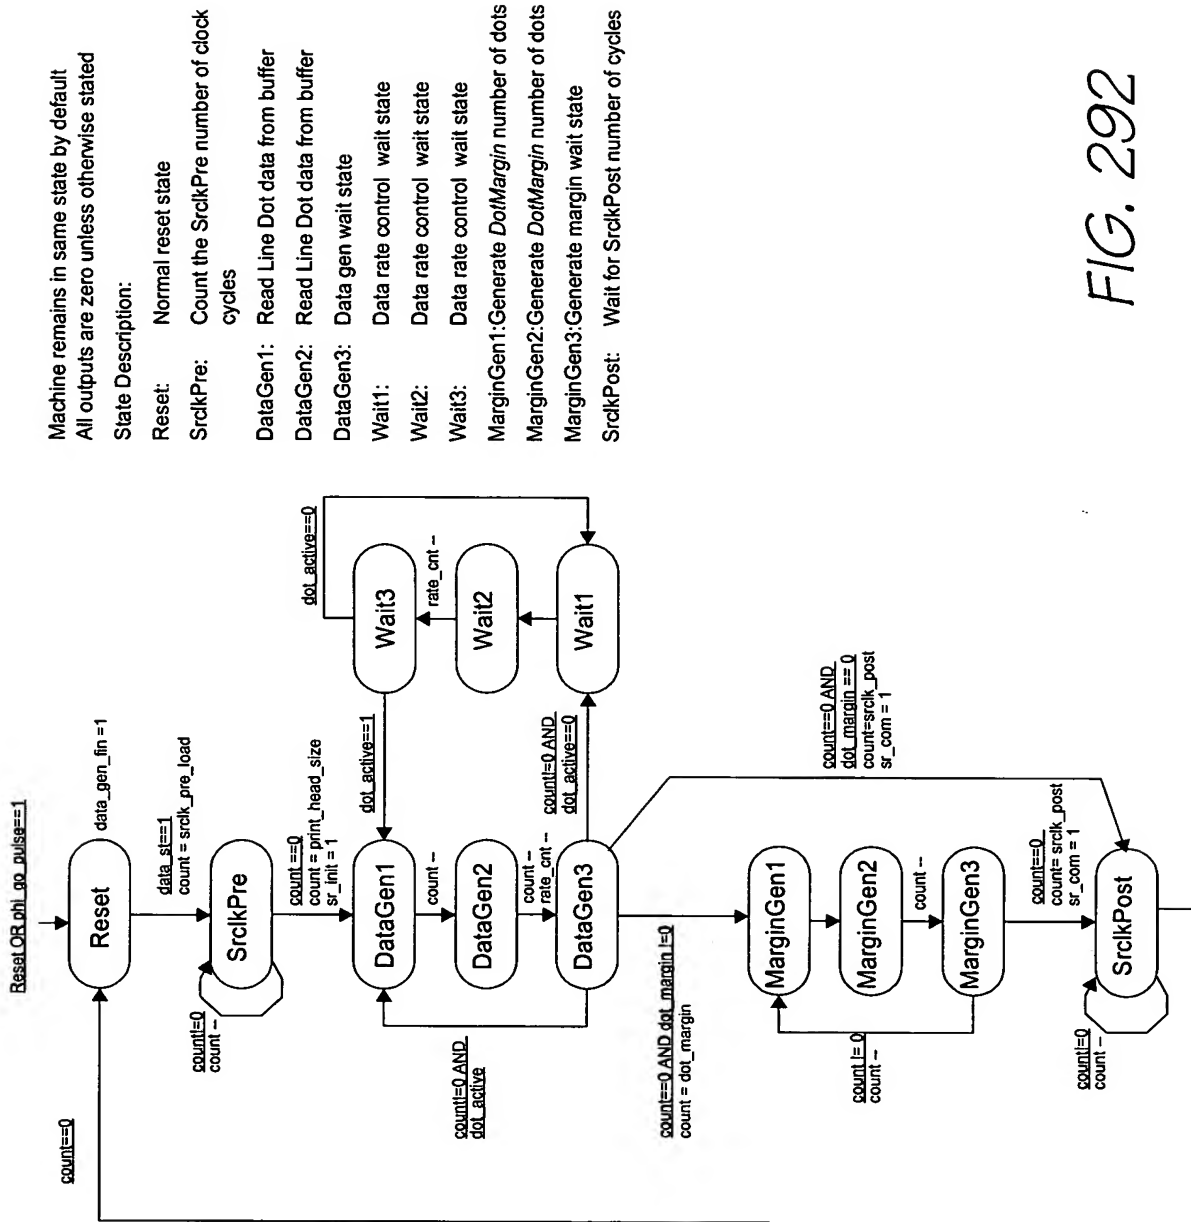 Machine remains in same state by default
All outputs are zero unless otherwise stated
State Description:
Reset: Normal reset state
SrclkPre: Count the SrclkPre number of clock
cycles
DataGen1: Read Line Dot data from buffer
DataGen2: Read Line Dot data from buffer
DataGen3: Data gen wait state
Wait1: Data rate control wait state
Wait2: Data rate control wait state
Wait3: Data rate control wait state
MarginGen1:Generate DotMargin number of dots
MarginGen2:Generate DotMargin number of dots
MarginGen3:Generate margin wait state
SrclkPost: Wait for SrclkPost number of cycles
Reset OR phi_go_pulse==1
Reset
data_gen_fin =1
count==0
data_st==1
count = srclk_pre_load
SrclkPre
count!=0
count --
count ==0
count = print_head_size
sr_init = 1
DataGen1
count --
DataGen2
count --
rate_cnt --
DataGen3
count!=0 AND
dot_active
dot_active==1
Wait3
dot_active==0
rate_cnt --
Wait2
Wait1
count!=0 AND
dot_active==0
count==0 AND dot_margin !=0
count = dot_margin
count==0 AND
dot_margin == 0
count=srclk_post
sr_com = 1
MarginGen1
MarginGen2
count --
MarginGen3
count != 0
count --
count==0
count= srclk_post
sr_com = 1
SrclkPost
count!=0
count --
FIG. 292